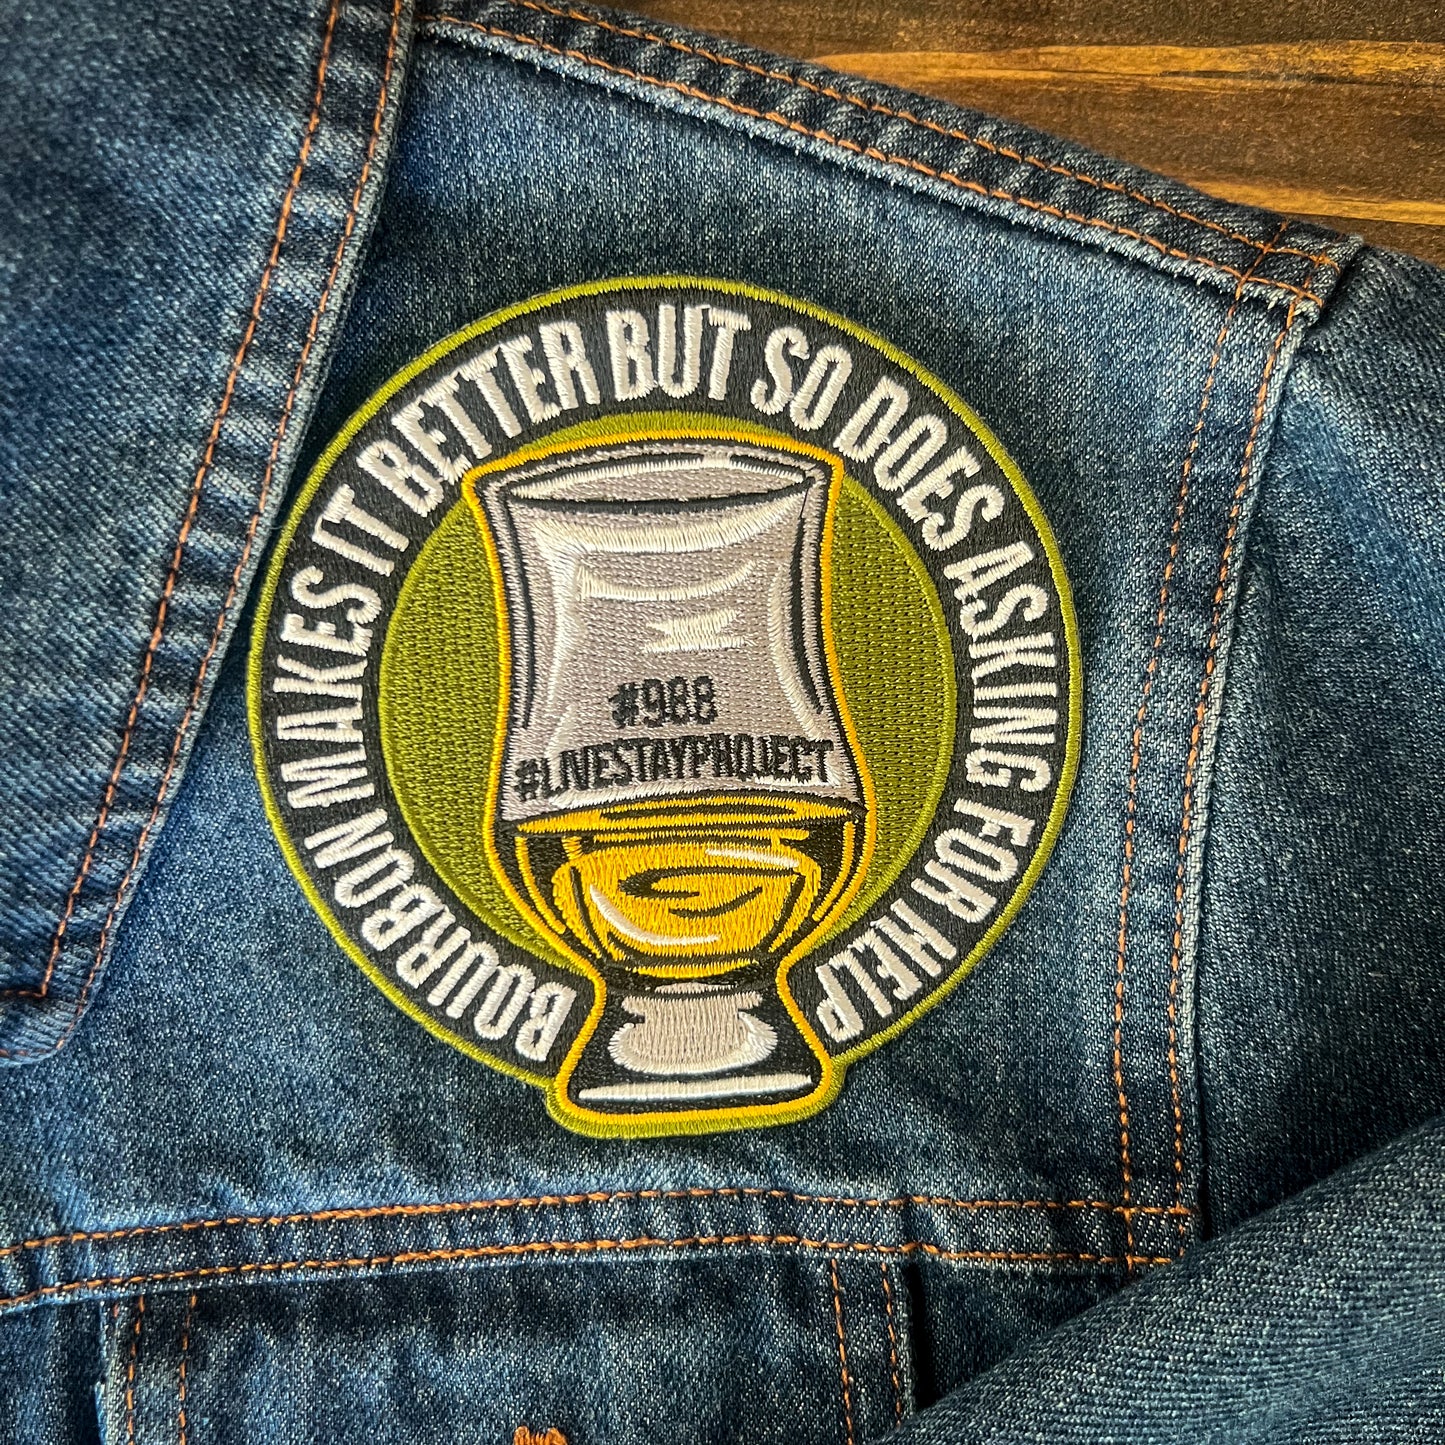 BOURBON MAKES IT BETTER BUT SO DOES ASKING FOR HELP
#988
#LIVESTAYPROJECT